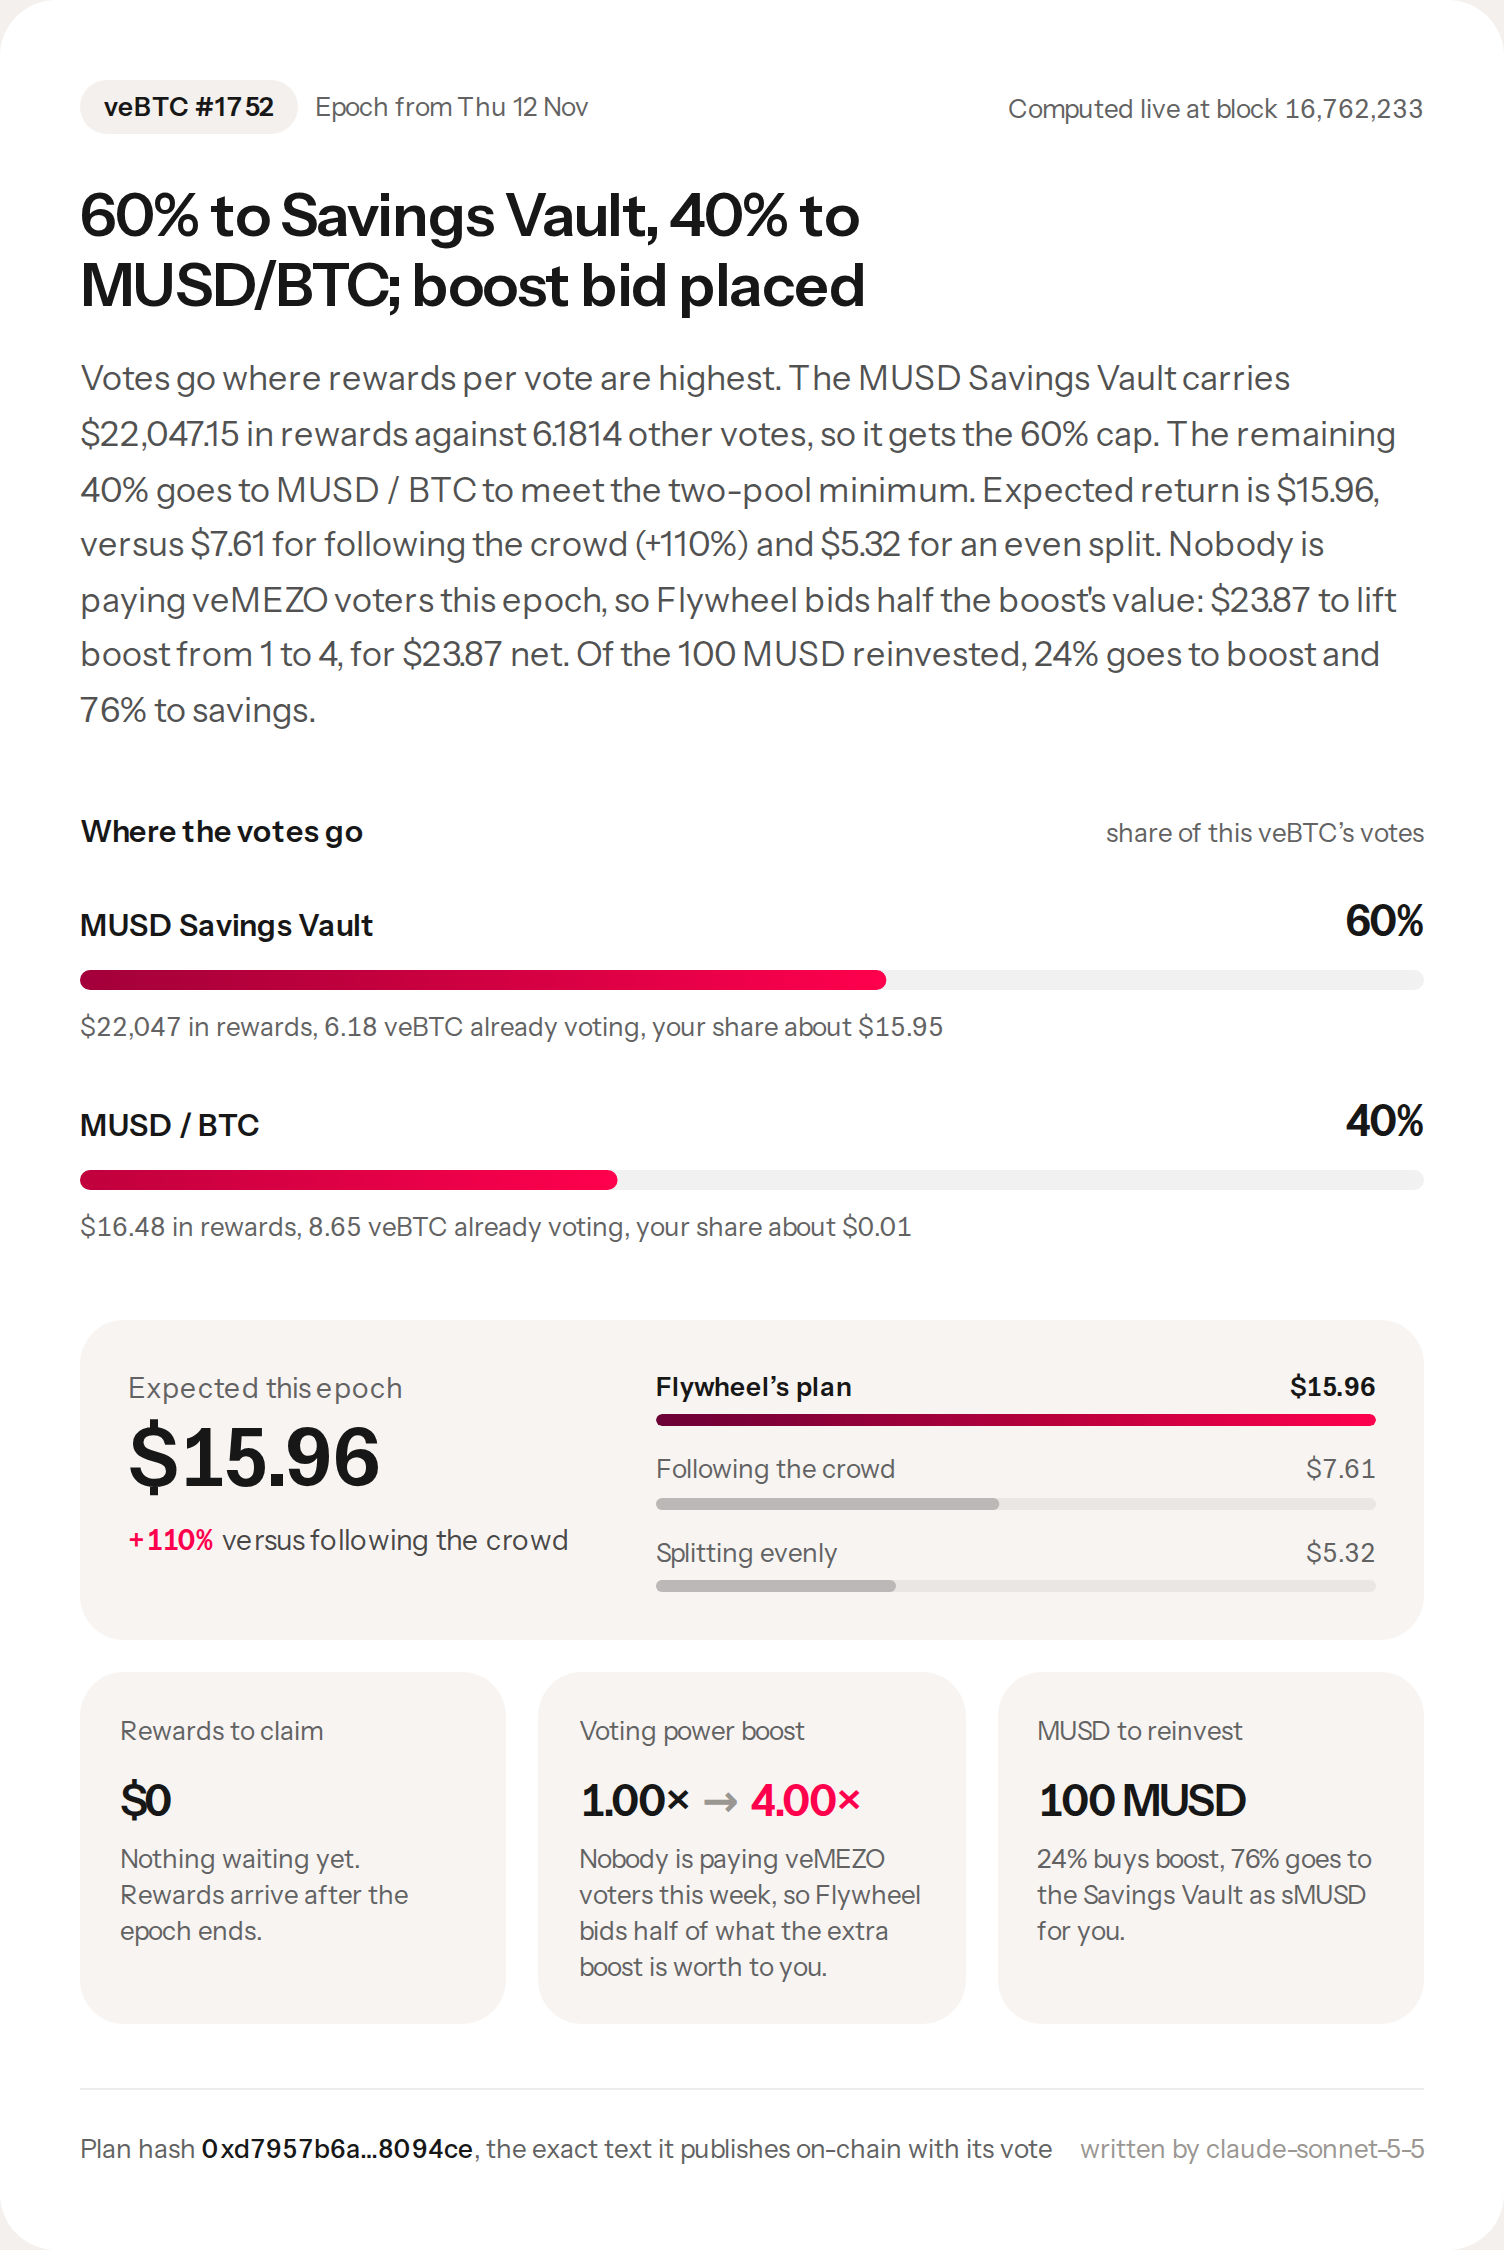 veBTC #1752 Epoch from Thu 12 Nov Computed live at block 16,762,233
60% to Savings Vault, 40% to
MUSD/BTC; boost bid placed
Votes go where rewards per vote are highest. The MUSD Savings Vault carries
$22,047.15 in rewards against 6.1814 other votes, so it gets the 60% cap. The remaining
40% goes to MUSD / BTC to meet the two-pool minimum. Expected return is $15.96,
versus $7.61 for following the crowd (+110%) and $5.32 for an even split. Nobody is
paying veMEZO voters this epoch, so Flywheel bids half the boost's value: $23.87 to lift
boost from 1 to 4, for $23.87 net. Of the 100 MUSD reinvested, 24% goes to boost and
76% to savings.
Where the votes go share of this veBTC’s votes
MUSD Savings Vault 60%
$22,047 in rewards, 6.18 veBTC already voting, your share about $15.95
MUSD / BTC 40%
$16.48 in rewards, 8.65 veBTC already voting, your share about $0.01
Expected this epoch
$15.96
+110% versus following the crowd
Flywheel’s plan $15.96
Following the crowd $7.61
Splitting evenly $5.32
Rewards to claim
$0
Nothing waiting yet.
Rewards arrive after the
epoch ends.
Voting power boost
1.00× → 4.00×
Nobody is paying veMEZO
voters this week, so Flywheel
bids half of what the extra
boost is worth to you.
MUSD to reinvest
100 MUSD
24% buys boost, 76% goes to
the Savings Vault as sMUSD
for you.
Plan hash 0xd7957b6a…8094ce, the exact text it publishes on-chain with its vote written by claude-sonnet-5-5